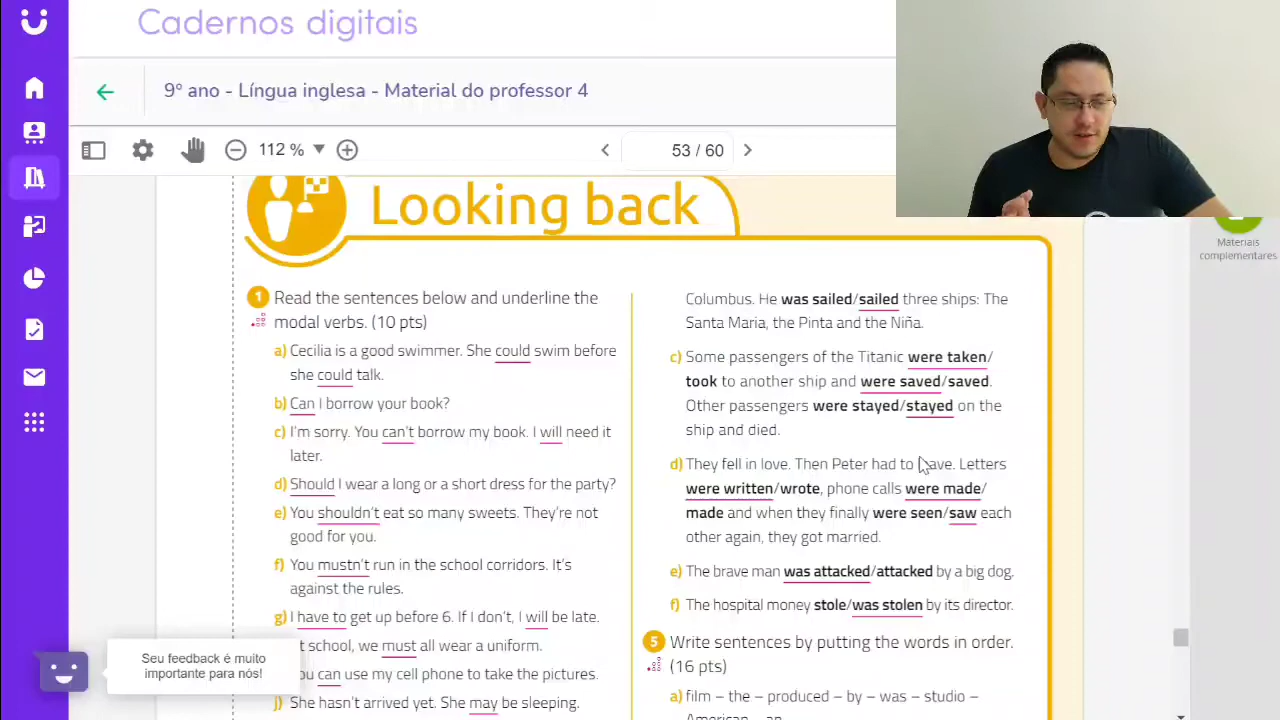 Cadernos digitais
9º ano - Língua inglesa - Material do professor 4
112 %
53 / 60
Materiais
complementares
Looking back
1 Read the sentences below and underline the
modal verbs. (10 pts)
a) Cecilia is a good swimmer. She could swim before
she could talk.
b) Can I borrow your book?
c) I'm sorry. You can't borrow my book. I will need it
later.
d) Should I wear a long or a short dress for the party?
e) You shouldn't eat so many sweets. They're not
good for you.
f) You mustn't run in the school corridors. It's
against the rules.
g) I have to get up before 6. If I don't, I will be late.
school, we must all wear a uniform.
can use my cell phone to take the pictures.
j) She hasn't arrived yet. She may be sleeping.
Columbus. He was sailed/sailed three ships: The
Santa Maria, the Pinta and the Niña.
c) Some passengers of the Titanic were taken/
took to another ship and were saved/saved.
Other passengers were stayed/stayed on the
ship and died.
d) They fell in love. Then Peter had to leave. Letters
were written/wrote, phone calls were made/
made and when they finally were seen/saw each
other again, they got married.
e) The brave man was attacked/attacked by a big dog.
f) The hospital money stole/was stolen by its director.
5 Write sentences by putting the words in order.
(16 pts)
a) film – the – produced – by – was – studio –
American – an
Seu feedback é muito
importante para nós!